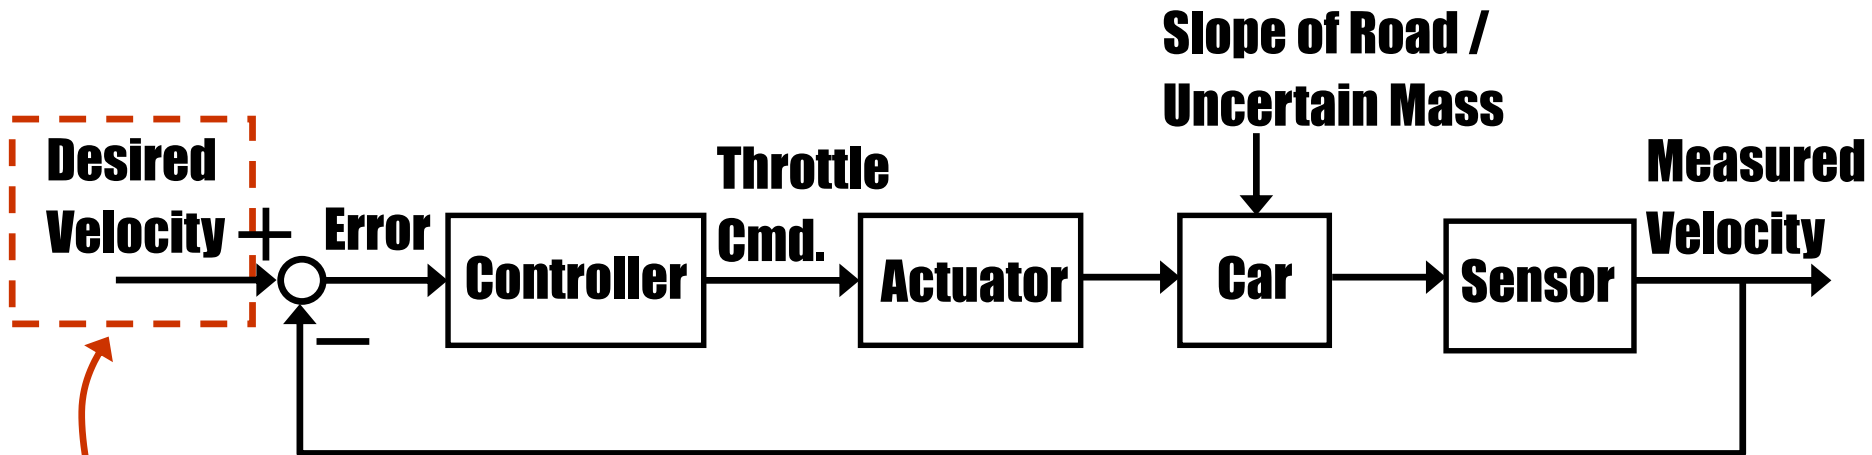 Slope of Road /
Uncertain Mass
Desired
Velocity
+
Error
Controller
Throttle
Cmd.
Actuator
Car
Sensor
Measured
Velocity
−